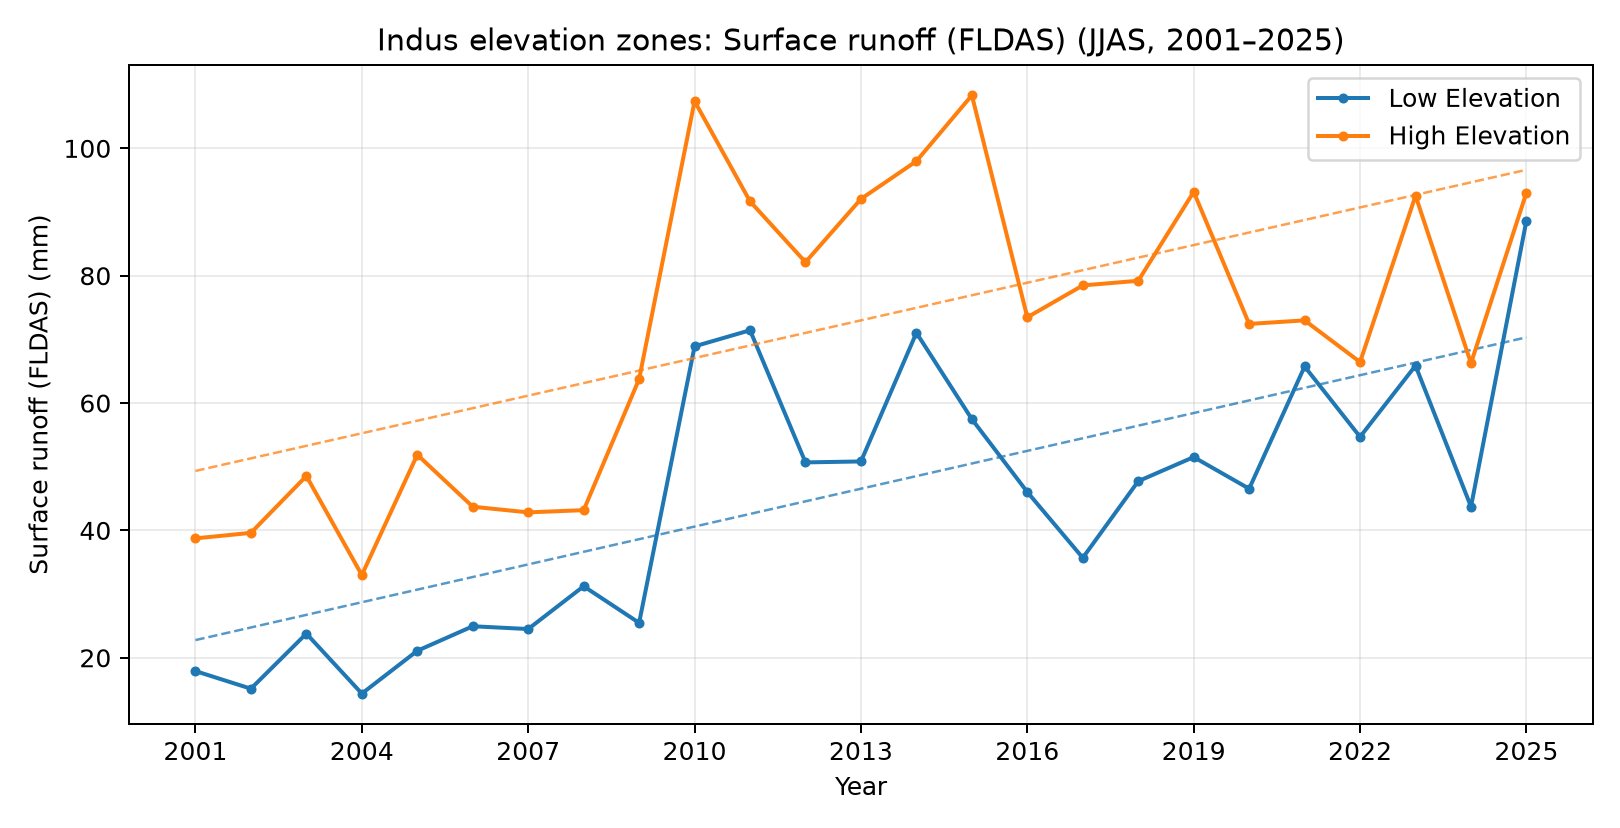 Indus elevation zones: Surface runoff (FLDAS) (JJAS, 2001–2025)
Low Elevation
High Elevation
Surface runoff (FLDAS) (mm)
100
80
60
40
20
2001 2004 2007 2010 2013 2016 2019 2022 2025
Year